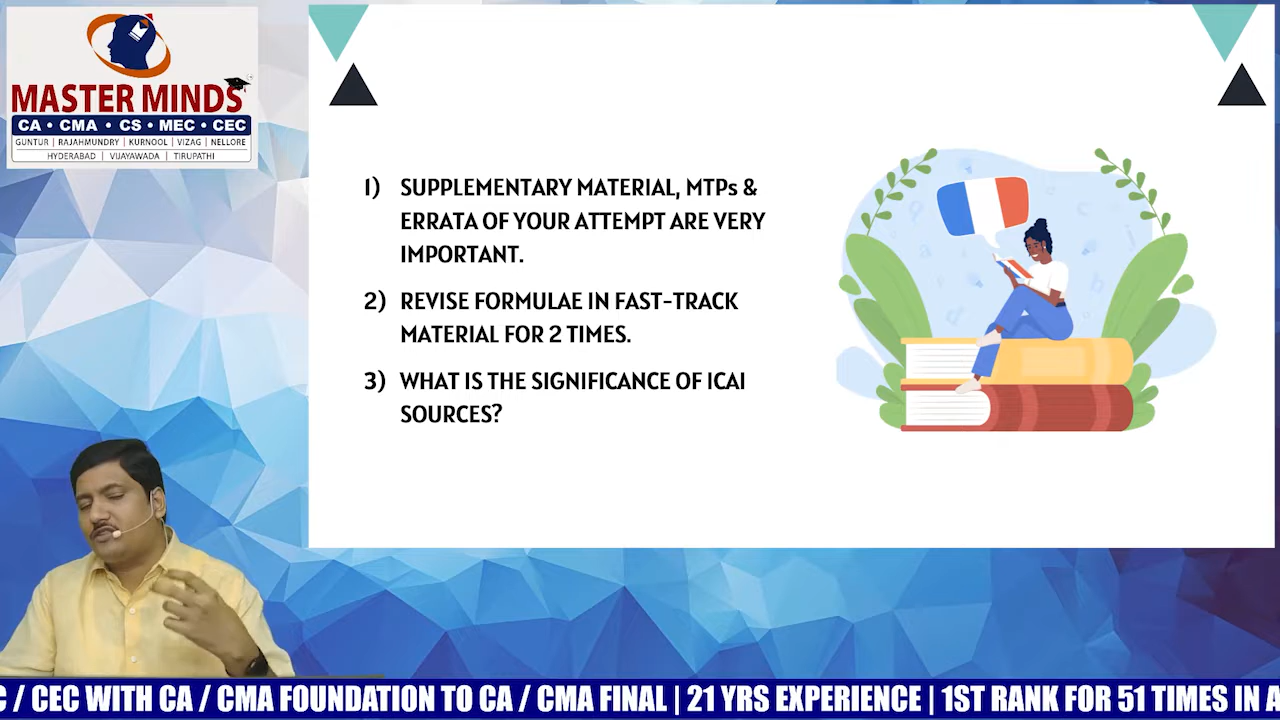 MASTER MINDS
CA • CMA • CS • MEC • CEC
GUNTUR | RAJAHMUNDRY | KURNOOL | VIZAG | NELLORE
HYDERABAD | VIJAYAWADA | TIRUPATHI
1) SUPPLEMENTARY MATERIAL, MTPs &
ERRATA OF YOUR ATTEMPT ARE VERY
IMPORTANT.
2) REVISE FORMULAE IN FAST-TRACK
MATERIAL FOR 2 TIMES.
3) WHAT IS THE SIGNIFICANCE OF ICAI
SOURCES?
C / CEC WITH CA / CMA FOUNDATION TO CA / CMA FINAL | 21 YRS EXPERIENCE | 1ST RANK FOR 51 TIMES IN A